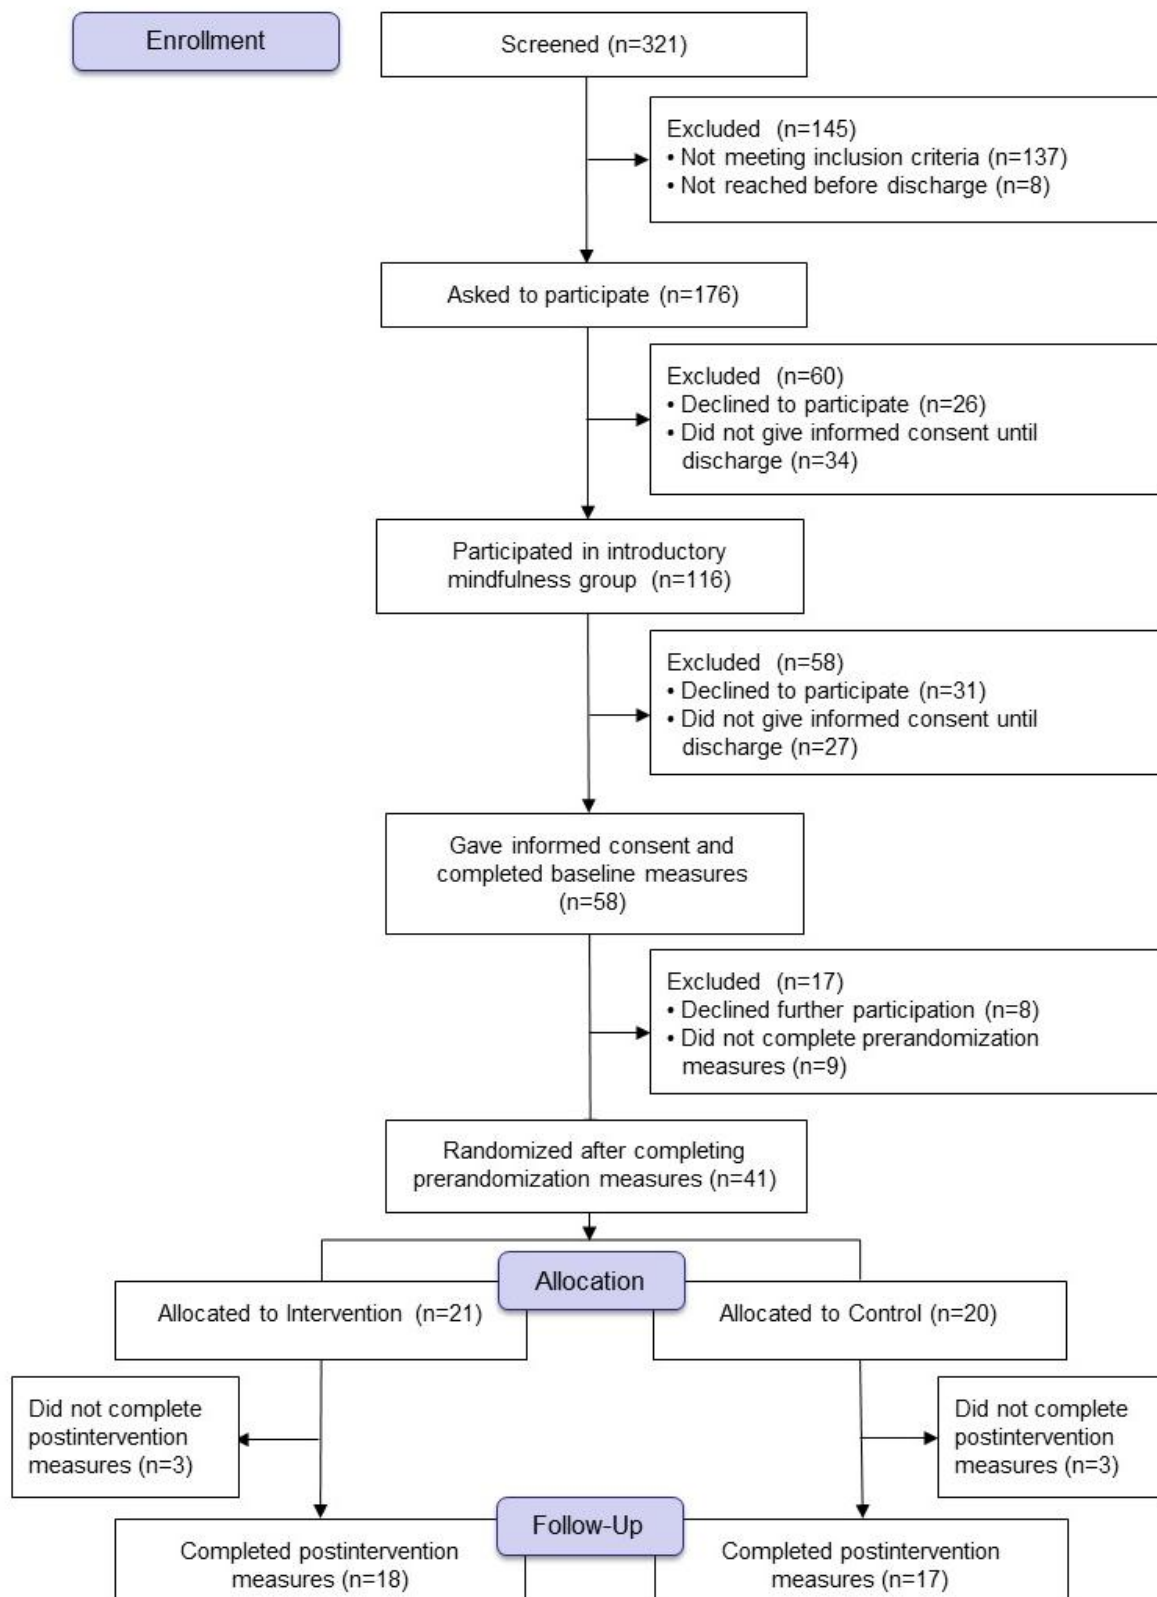 Enrollment
Screened (n=321)
Excluded (n=145)
• Not meeting inclusion criteria (n=137)
• Not reached before discharge (n=8)
Asked to participate (n=176)
Excluded (n=60)
• Declined to participate (n=26)
• Did not give informed consent until
discharge (n=34)
Participated in introductory
mindfulness group (n=116)
Excluded (n=58)
• Declined to participate (n=31)
• Did not give informed consent until
discharge (n=27)
Gave informed consent and
completed baseline measures
(n=58)
Excluded (n=17)
• Declined further participation (n=8)
• Did not complete prerandomization
measures (n=9)
Randomized after completing
prerandomization measures (n=41)
Allocation
Allocated to Intervention (n=21)
Allocated to Control (n=20)
Did not complete
postintervention
measures (n=3)
Did not complete
postintervention
measures (n=3)
Follow-Up
Completed postintervention
measures (n=18)
Completed postintervention
measures (n=17)